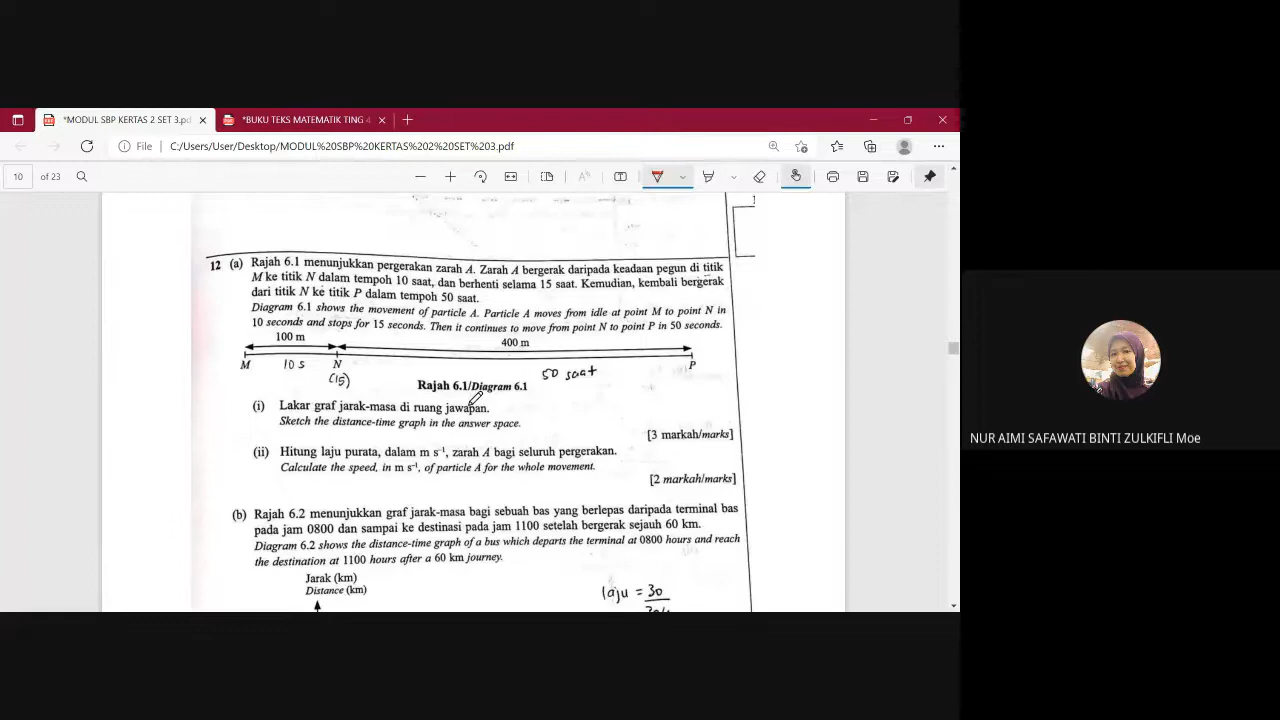 *MODUL SBP KERTAS 2 SET 3.pd
*BUKU TEKS MATEMATIK TING 4
File
C:/Users/User/Desktop/MODUL%20SBP%20KERTAS%202%20SET%203.pdf
10 of 23
12 (a) Rajah 6.1 menunjukkan pergerakan zarah A. Zarah A bergerak daripada keadaan pegun di titik
M ke titik N dalam tempoh 10 saat, dan berhenti selama 15 saat. Kemudian, kembali bergerak
dari titik N ke titik P dalam tempoh 50 saat.
Diagram 6.1 shows the movement of particle A. Particle A moves from idle at point M to point N in
10 seconds and stops for 15 seconds. Then it continues to move from point N to point P in 50 seconds.
100 m
400 m
M 10 s N P
(15)
50 saat
Rajah 6.1/Diagram 6.1
(i) Lakar graf jarak-masa di ruang jawapan.
Sketch the distance-time graph in the answer space.
[3 markah/marks]
(ii) Hitung laju purata, dalam m s⁻¹, zarah A bagi seluruh pergerakan.
Calculate the speed, in m s⁻¹, of particle A for the whole movement.
[2 markah/marks]
(b) Rajah 6.2 menunjukkan graf jarak-masa bagi sebuah bas yang berlepas daripada terminal bas
pada jam 0800 dan sampai ke destinasi pada jam 1100 setelah bergerak sejauh 60 km.
Diagram 6.2 shows the distance-time graph of a bus which departs the terminal at 0800 hours and reach
the destination at 1100 hours after a 60 km journey.
Jarak (km)
Distance (km)
laju = 30
NUR AIMI SAFAWATI BINTI ZULKIFLI Moe